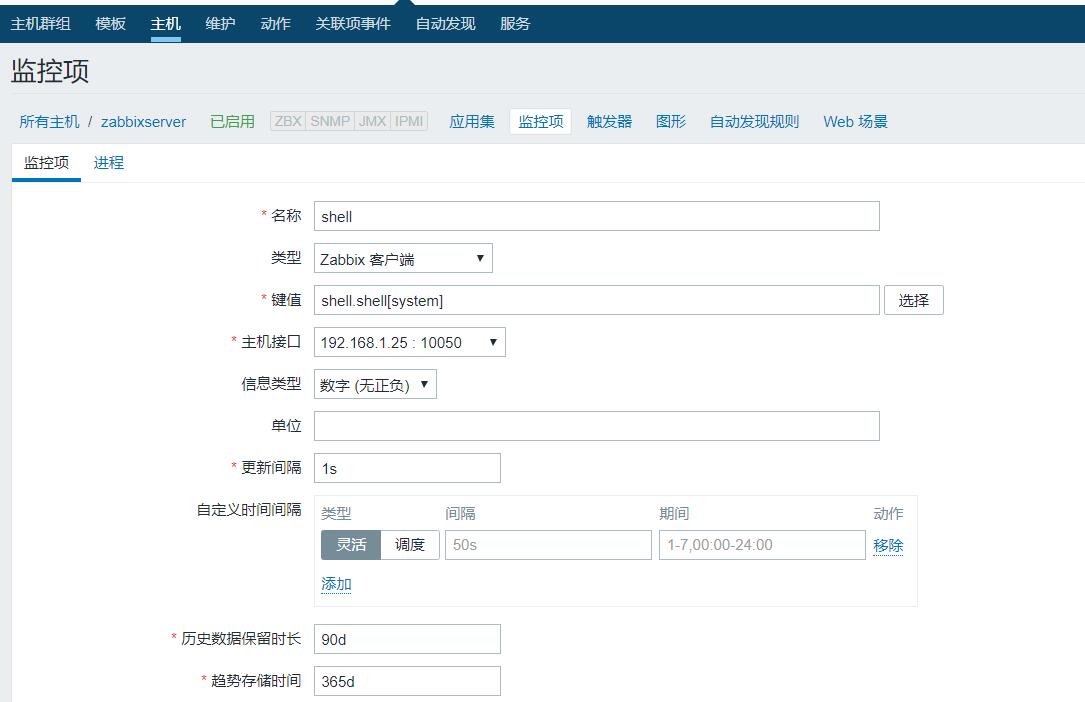 主机群组 模板 主机 维护 动作 关联项事件 自动发现 服务
监控项
所有主机 / zabbixserver 已启用 ZBX SNMP JMX IPMI 应用集 监控项 触发器 图形 自动发现规则 Web 场景
监控项 进程
* 名称 shell
类型 Zabbix 客户端 ▼
* 键值 shell.shell[system] 选择
* 主机接口 192.168.1.25 : 10050 ▼
信息类型 数字 (无正负) ▼
单位
* 更新间隔 1s
自定义时间间隔 类型 间隔 期间 动作
灵活 调度 50s 1-7,00:00-24:00 移除
添加
* 历史数据保留时长 90d
* 趋势存储时间 365d